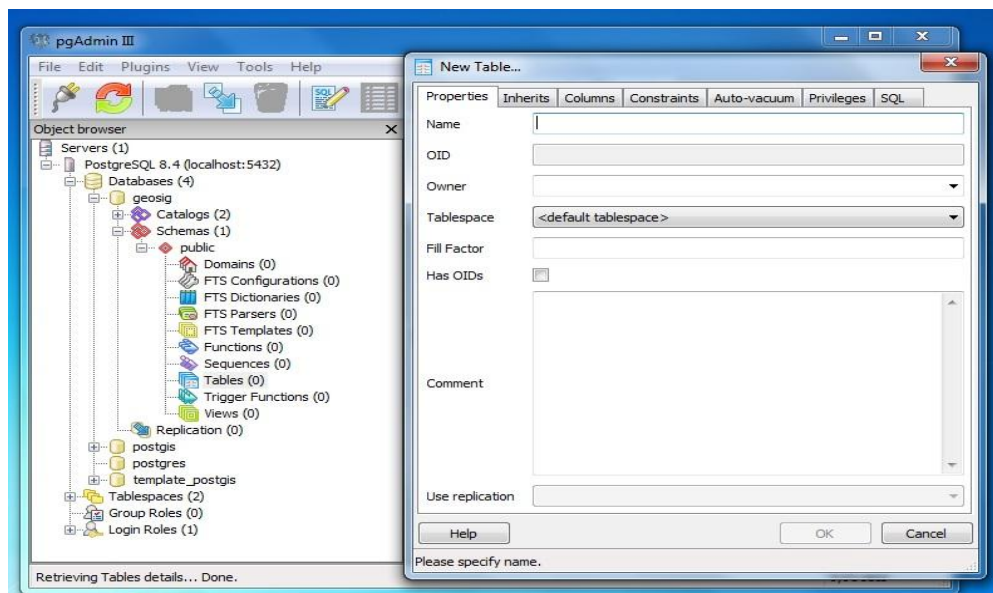 pgAdmin III
File Edit Plugins View Tools Help
SQL
Object browser
Servers (1)
PostgreSQL 8.4 (localhost:5432)
Databases (4)
geosig
Catalogs (2)
Schemas (1)
public
Domains (0)
FTS Configurations (0)
FTS Dictionaries (0)
FTS Parsers (0)
FTS Templates (0)
Functions (0)
Sequences (0)
Tables (0)
Trigger Functions (0)
Views (0)
Replication (0)
postgis
postgres
template_postgis
Tablespaces (2)
Group Roles (0)
Login Roles (1)
Retrieving Tables details... Done.
New Table...
Properties Inherits Columns Constraints Auto-vacuum Privileges SQL
Name
OID
Owner
Tablespace <default tablespace>
Fill Factor
Has OIDs
Comment
Use replication
Help OK Cancel
Please specify name.